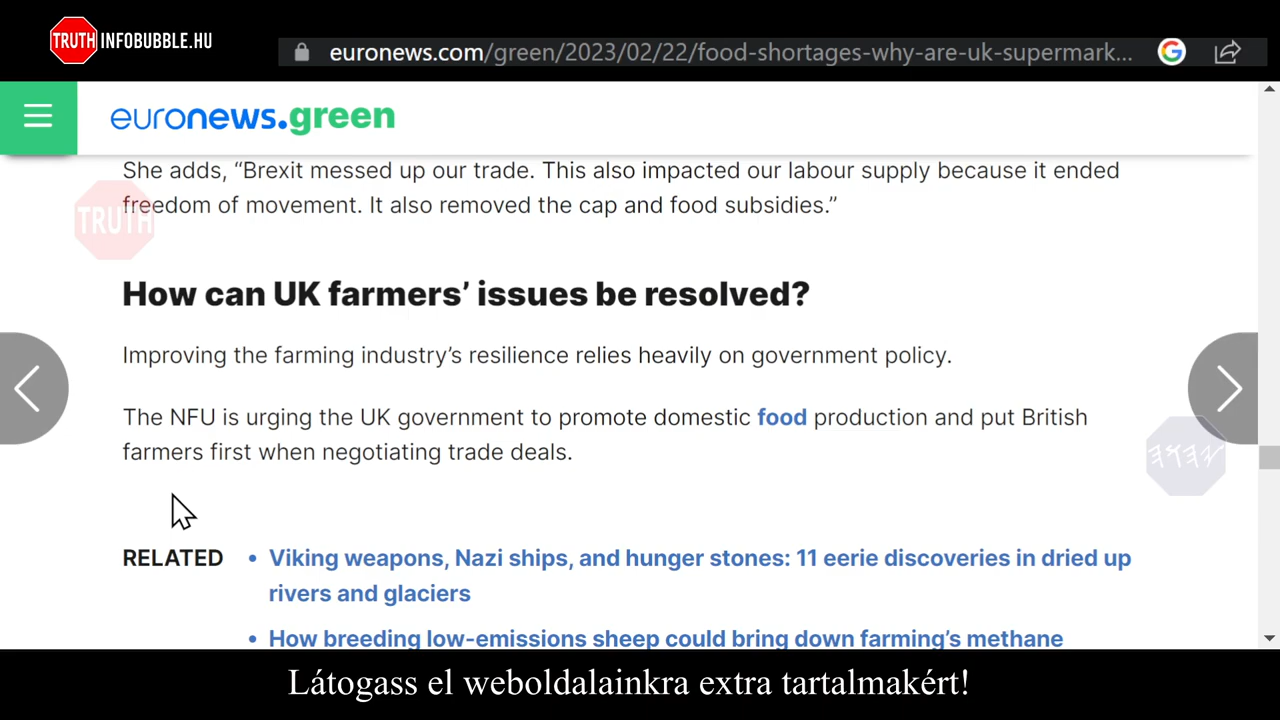 TRUTH INFOBUBBLE.HU
euronews.com/green/2023/02/22/food-shortages-why-are-uk-supermark...
G
euronews.green
She adds, “Brexit messed up our trade. This also impacted our labour supply because it ended
freedom of movement. It also removed the cap and food subsidies.”
TRUTH
How can UK farmers’ issues be resolved?
Improving the farming industry’s resilience relies heavily on government policy.
The NFU is urging the UK government to promote domestic food production and put British
farmers first when negotiating trade deals.
𐤉𐤄𐤅𐤄
RELATED • Viking weapons, Nazi ships, and hunger stones: 11 eerie discoveries in dried up
rivers and glaciers
• How breeding low-emissions sheep could bring down farming’s methane
Látogass el weboldalainkra extra tartalmakért!